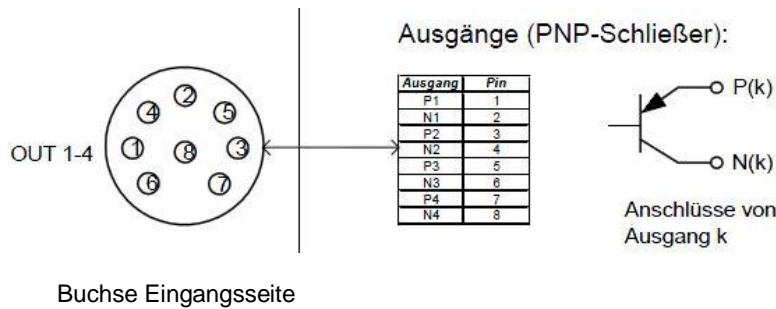 Ausgänge (PNP-Schließer):
OUT 1-4
2
4
5
1
8
3
6
7
Ausgang Pin
P1 1
N1 2
P2 3
N2 4
P3 5
N3 6
P4 7
N4 8
P(k)
N(k)
Anschlüsse von
Ausgang k
Buchse Eingangsseite